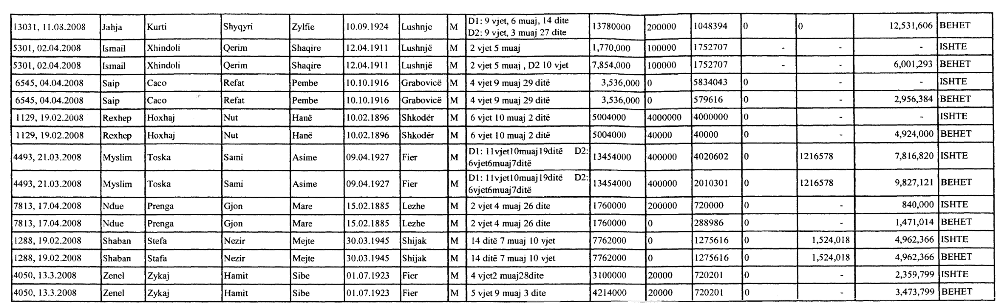 13031, 11.08.2008 Jahja Kurti Shyqyri Zylfie 10.09.1924 Lushnje M D1: 9 vjet, 6 muaj, 14 dite D2: 9 vjet, 3 muaj 27 dite 13780000 200000 1048394 0 0 12,531,606 BEHET
5301, 02.04.2008 Ismail Xhindoli Qerim Shaqire 12.04.1911 Lushnjë M 2 vjet 5 muaj 1,770,000 100000 1752707 - - - ISHTE
5301, 02.04.2008 Ismail Xhindoli Qerim Shaqire 12.04.1911 Lushnjë M 2 vjet 5 muaj , D2 10 vjet 7,854,000 100000 1752707 - - 6,001,293 BEHET
6545, 04.04.2008 Saip Caco Refat Pembe 10.10.1916 Grabovicë M 4 vjet 9 muaj 29 ditë 3,536,000 0 5834043 0 - - ISHTE
6545, 04.04.2008 Saip Caco Refat Pembe 10.10.1916 Grabovicë M 4 vjet 9 muaj 29 ditë 3,536,000 0 579616 0 - 2,956,384 BEHET
1129, 19.02.2008 Rexhep Hoxhaj Nut Hanë 10.02.1896 Shkodër M 6 vjet 10 muaj 2 ditë 5004000 4000000 4000000 0 - - ISHTE
1129, 19.02.2008 Rexhep Hoxhaj Nut Hanë 10.02.1896 Shkodër M 6 vjet 10 muaj 2 ditë 5004000 40000 40000 0 - 4,924,000 BEHET
4493, 21.03.2008 Myslim Toska Sami Asime 09.04.1927 Fier M D1: 11vjet10muaj19ditë D2: 6vjet6muaj7ditë 13454000 400000 4020602 0 1216578 7,816,820 ISHTE
4493, 21.03.2008 Myslim Toska Sami Asime 09.04.1927 Fier M D1: 11vjet10muaj19ditë D2: 6vjet6muaj7ditë 13454000 400000 2010301 0 1216578 9,827,121 BEHET
7813, 17.04.2008 Ndue Prenga Gjon Mare 15.02.1885 Lezhe M 2 vjet 4 muaj 26 dite 1760000 200000 720000 0 - 840,000 ISHTE
7813, 17.04.2008 Ndue Prenga Gjon Mare 15.02.1885 Lezhe M 2 vjet 4 muaj 26 dite 1760000 0 288986 0 - 1,471,014 BEHET
1288, 19.02.2008 Shaban Stefa Nezir Mejte 30.03.1945 Shijak M 14 ditë 7 muaj 10 vjet 7762000 0 1275616 0 1,524,018 4,962,366 ISHTE
1288, 19.02.2008 Shaban Stafa Nezir Mejte 30.03.1945 Shijak M 14 ditë 7 muaj 10 vjet 7762000 0 1275616 0 1,524,018 4,962,366 BEHET
4050, 13.3.2008 Zenel Zykaj Hamit Sibe 01.07.1923 Fier M 4 vjet2 muaj28dite 3100000 20000 720201 0 - 2,359,799 ISHTE
4050, 13.3.2008 Zenel Zykaj Hamit Sibe 01.07.1923 Fier M 5 vjet 9 muaj 3 dite 4214000 20000 720201 0 - 3,473,799 BEHET